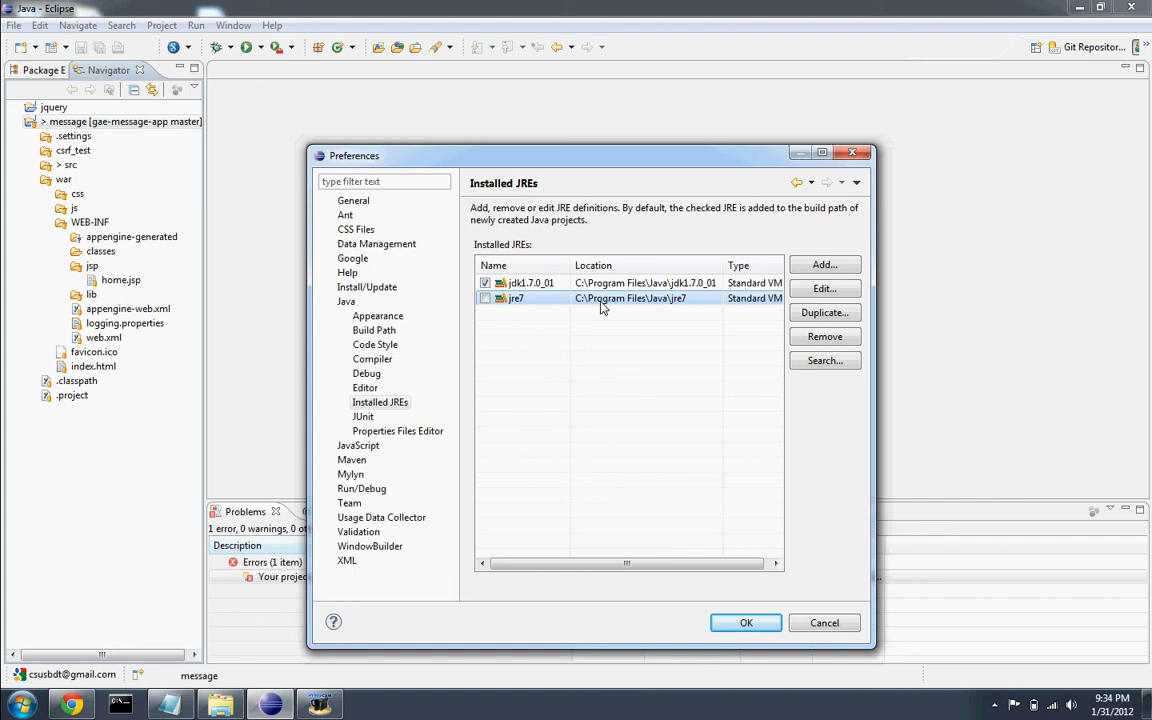 Java - Eclipse
File Edit Navigate Search Project Run Window Help
Git Repositor...
Package E Navigator
jquery
> message [gae-message-app master]
.settings
csrf_test
> src
war
css
js
WEB-INF
appengine-generated
classes
jsp
home.jsp
lib
appengine-web.xml
logging.properties
web.xml
favicon.ico
index.html
.classpath
.project
Preferences
type filter text
General
Ant
CSS Files
Data Management
Google
Help
Install/Update
Java
Appearance
Build Path
Code Style
Compiler
Debug
Editor
Installed JREs
JUnit
Properties Files Editor
JavaScript
Maven
Mylyn
Run/Debug
Team
Usage Data Collector
Validation
WindowBuilder
XML
Installed JREs
Add, remove or edit JRE definitions. By default, the checked JRE is added to the build path of
newly created Java projects.
Installed JREs:
Name Location Type
jdk1.7.0_01 C:\Program Files\Java\jdk1.7.0_01 Standard VM
jre7 C:\Program Files\Java\jre7 Standard VM
Add...
Edit...
Duplicate...
Remove
Search...
OK Cancel
Problems
1 error, 0 warnings, 0
Description
Errors (1 item)
Your projec
csusbdt@gmail.com message
9:34 PM
1/31/2012